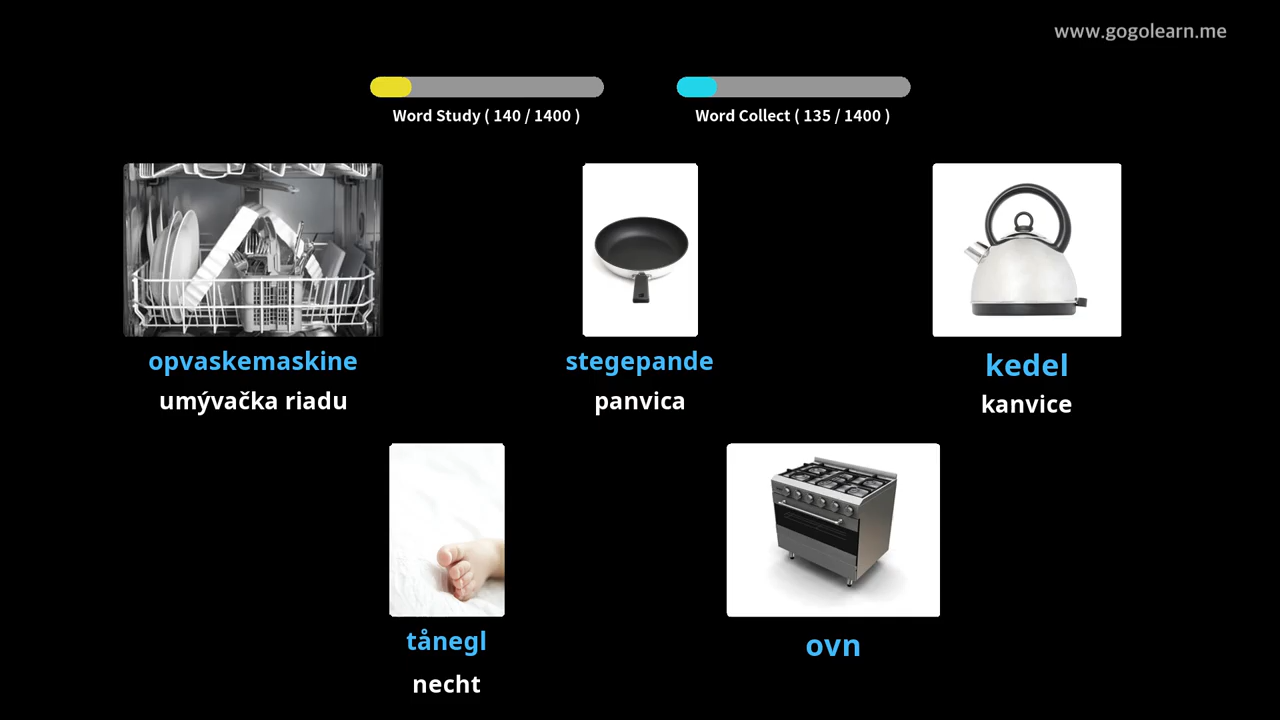 www.gogolearn.me
Word Study ( 140 / 1400 )
Word Collect ( 135 / 1400 )
opvaskemaskine
umývačka riadu
stegepande
panvica
kedel
kanvice
tånegl
necht
ovn